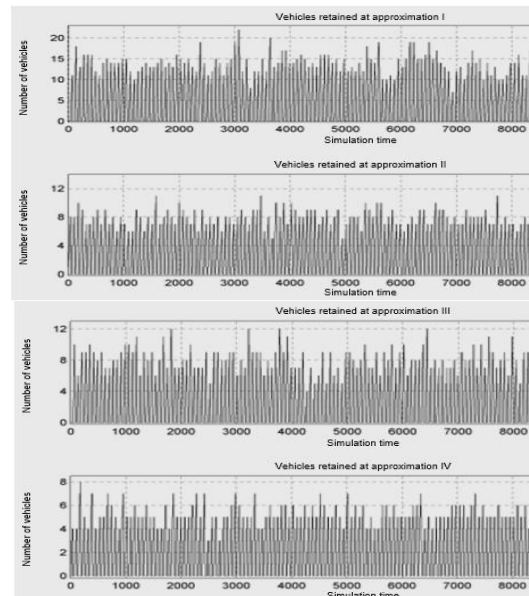 Vehicles retained at approximation I
Number of vehicles
20
15
10
5
0
0 1000 2000 3000 4000 5000 6000 7000 8000
Simulation time
Vehicles retained at approximation II
Number of vehicles
12
8
4
0
0 1000 2000 3000 4000 5000 6000 7000 8000
Simulation time
Vehicles retained at approximation III
Number of vehicles
12
8
4
0
0 1000 2000 3000 4000 5000 6000 7000 8000
Simulation time
Vehicles retained at approximation IV
Number of vehicles
8
6
4
2
0
0 1000 2000 3000 4000 5000 6000 7000 8000
Simulation time